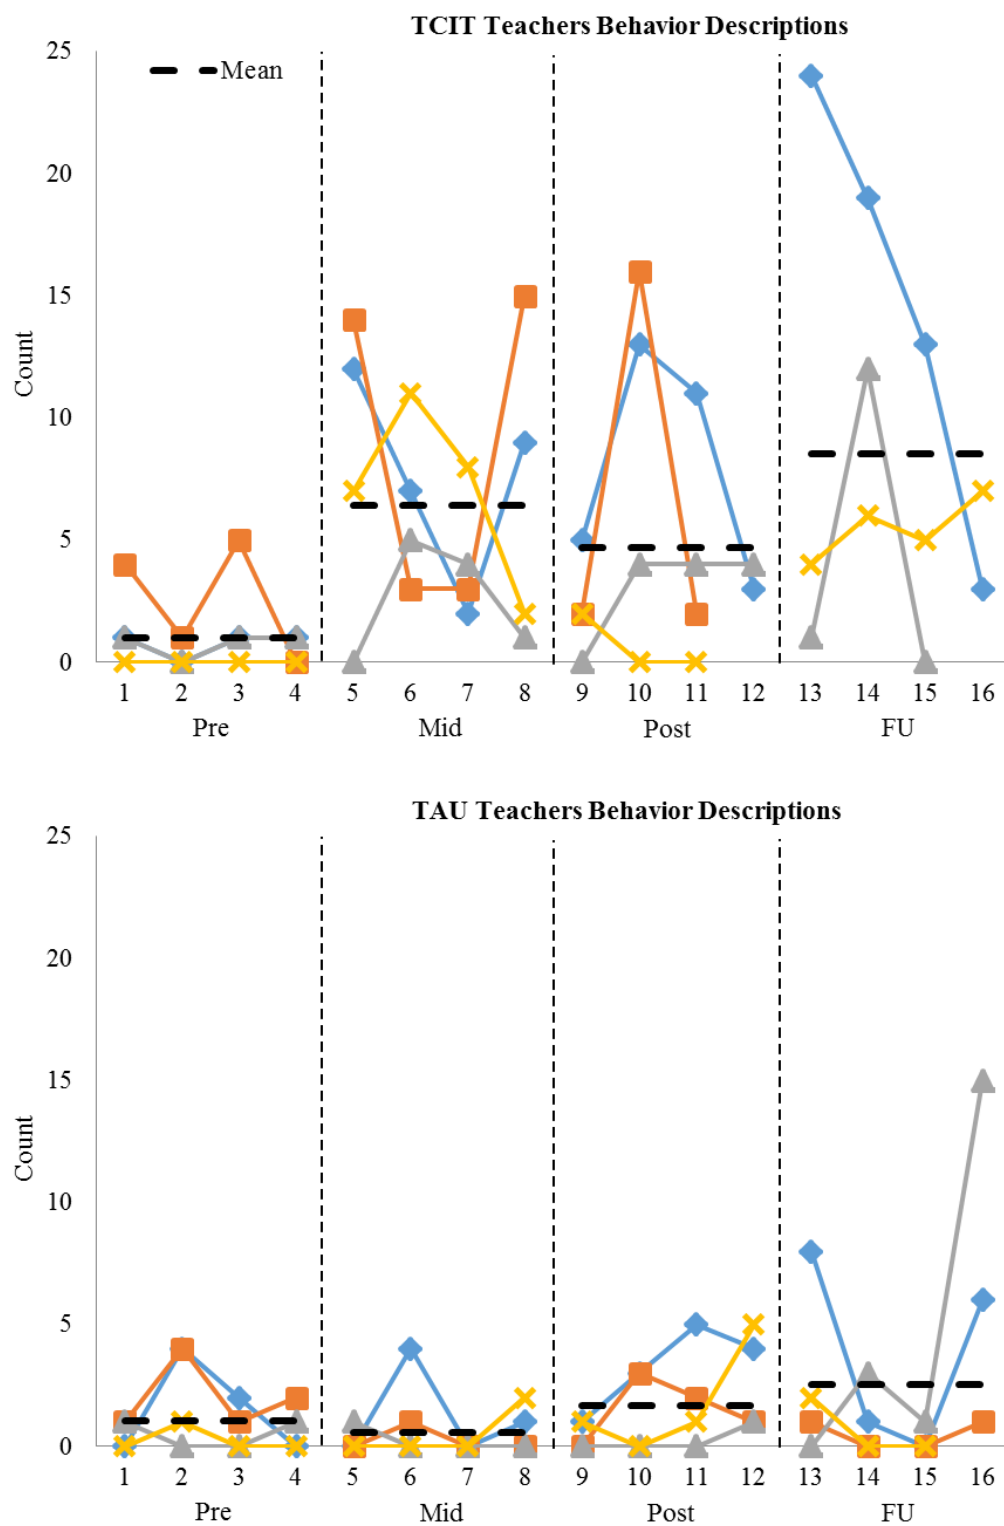 TCIT Teachers Behavior Descriptions
25
Mean
20
15
10
5
0
Count
1 2 3 4 5 6 7 8 9 10 11 12 13 14 15 16
Pre Mid Post FU
TAU Teachers Behavior Descriptions
25
20
15
10
5
0
Count
1 2 3 4 5 6 7 8 9 10 11 12 13 14 15 16
Pre Mid Post FU